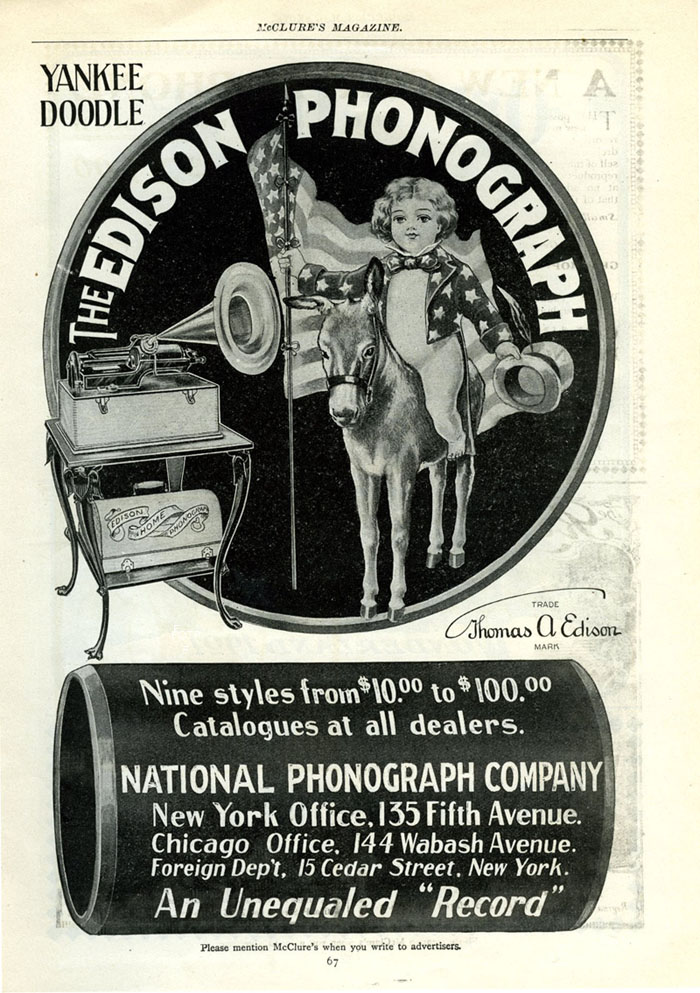 McCLURE'S MAGAZINE.
YANKEE
DOODLE
THE EDISON PHONOGRAPH
EDISON
HOME
PHONOGRAPH
TRADE
Thomas A Edison
MARK
Nine styles from $10.00 to $100.00
Catalogues at all dealers.
NATIONAL PHONOGRAPH COMPANY
New York Office, 135 Fifth Avenue.
Chicago Office, 144 Wabash Avenue.
Foreign Dep't, 15 Cedar Street, New York.
An Unequaled "Record"
Please mention McClure's when you write to advertisers.
67